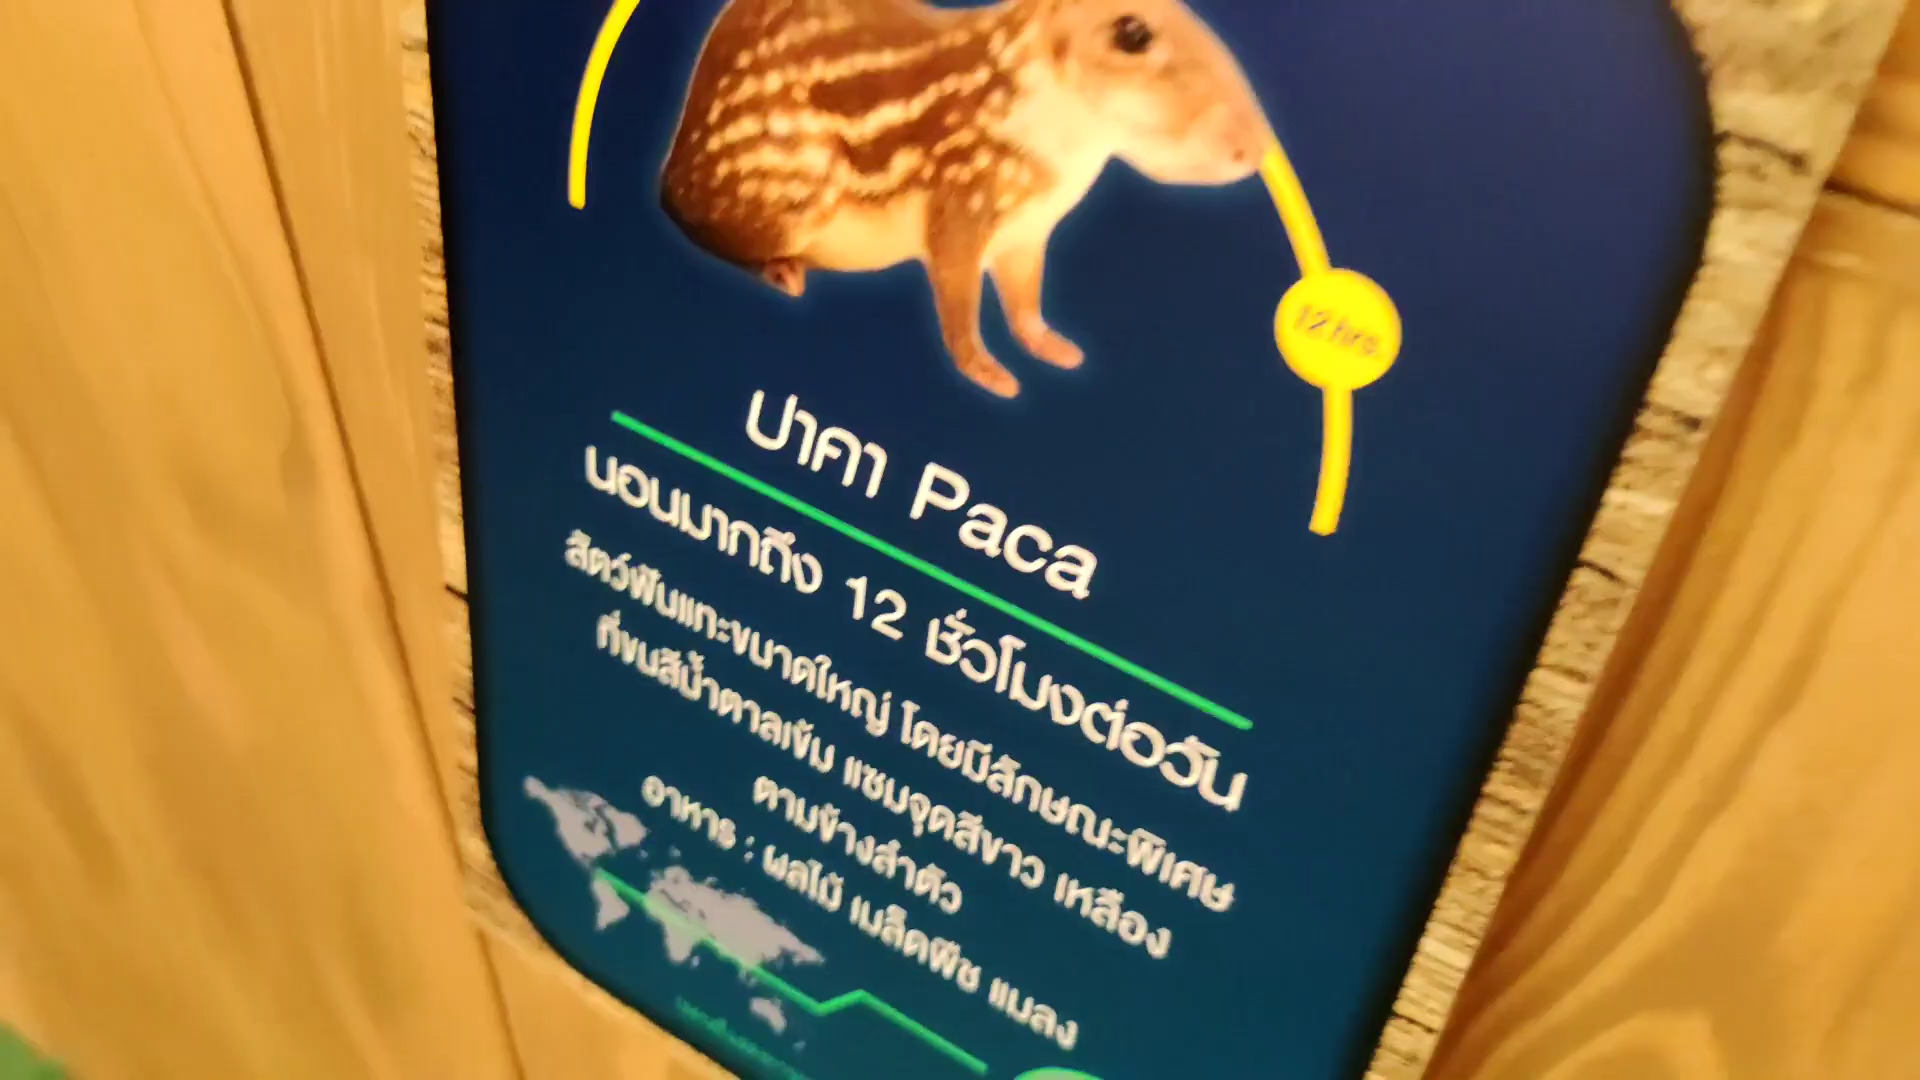 12 hrs.
ปาคา Paca
นอนมากถึง 12 ชั่วโมงต่อวัน
สัตว์ฟันแทะขนาดใหญ่ โดยมีลักษณะพิเศษ
ที่ขนสีน้ำตาลเข้ม แซมจุดสีขาว เหลือง
ตามข้างลำตัว
อาหาร : ผลไม้ เมล็ดพืช แมลง